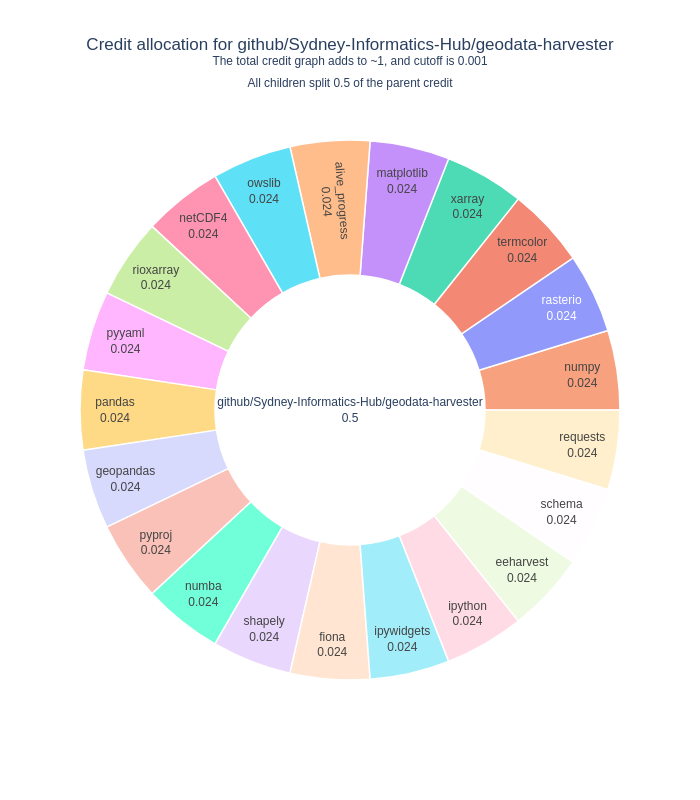 Credit allocation for github/Sydney-Informatics-Hub/geodata-harvester
The total credit graph adds to ~1, and cutoff is 0.001
All children split 0.5 of the parent credit
alive_progress
0.024
matplotlib
0.024
xarray
0.024
termcolor
0.024
rasterio
0.024
numpy
0.024
requests
0.024
schema
0.024
eeharvest
0.024
ipython
0.024
ipywidgets
0.024
fiona
0.024
shapely
0.024
numba
0.024
pyproj
0.024
geopandas
0.024
pandas
0.024
pyyaml
0.024
rioxarray
0.024
netCDF4
0.024
owslib
0.024
github/Sydney-Informatics-Hub/geodata-harvester
0.5